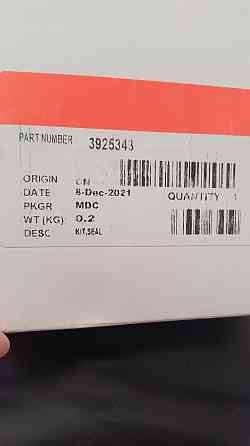 PART NUMBER 3925343
ORIGIN CN
DATE 8-Dec-2021 QUANTITY 1
PKGR MDC
WT (KG): 0.2
DESC KIT,SEAL